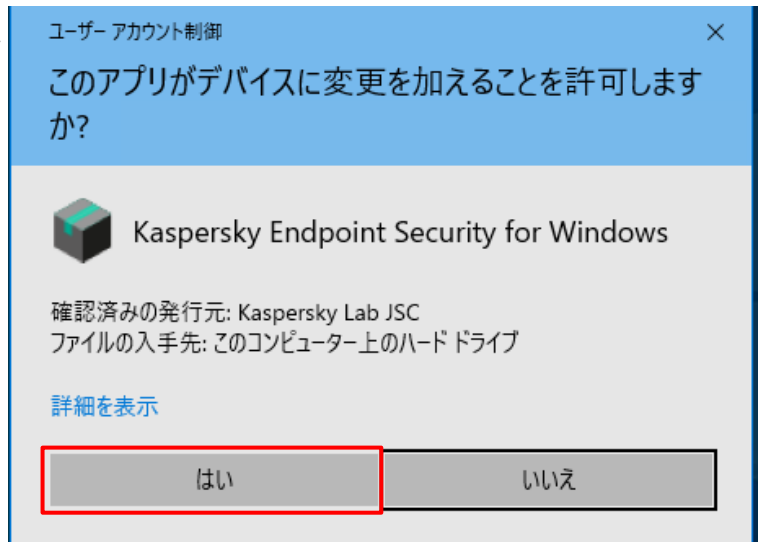 ユーザー アカウント制御
このアプリがデバイスに変更を加えることを許可します
か?
Kaspersky Endpoint Security for Windows
確認済みの発行元: Kaspersky Lab JSC
ファイルの入手先: このコンピューター上のハード ドライブ
詳細を表示
はい
いいえ